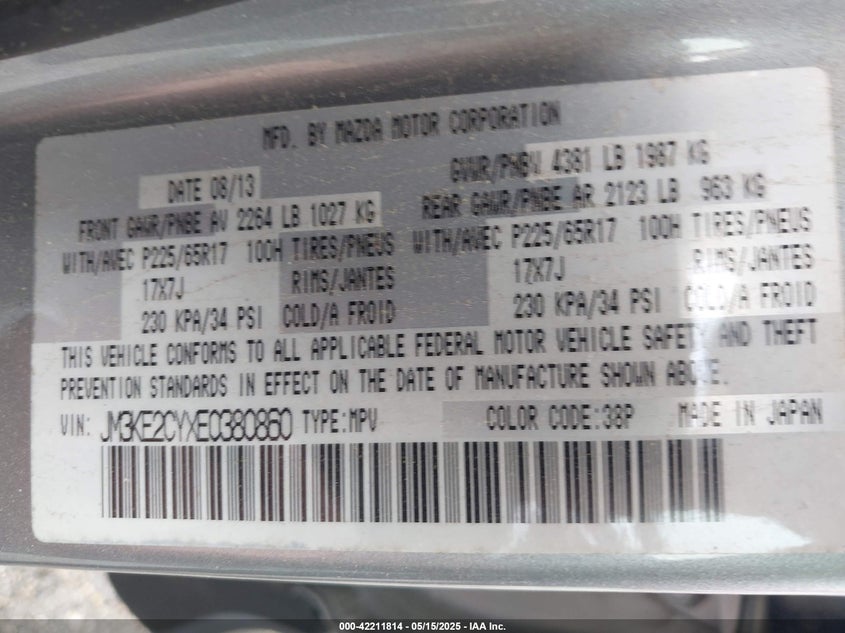 MFD. BY MAZDA MOTOR CORPORATION
DATE 08/13 GVWR/PNBV 4381 LB 1987 KG
FRONT GAWR/PNBE AV 2264 LB 1027 KG REAR GAWR/PNBE AR 2123 LB 963 KG
WITH/AVEC P225/65R17 100H TIRES/PNEUS WITH/AVEC P225/65R17 100H TIRES/PNEUS
17X7J RIMS/JANTES 17X7J RIMS/JANTES
230 KPA/34 PSI COLD/A FROID 230 KPA/34 PSI COLD/A FROID
THIS VEHICLE CONFORMS TO ALL APPLICABLE FEDERAL MOTOR VEHICLE SAFETY AND THEFT
PREVENTION STANDARDS IN EFFECT ON THE DATE OF MANUFACTURE SHOWN ABOVE.
VIN: JM3KE2CYXE0380860 TYPE:MPV COLOR CODE:38P MADE IN JAPAN
000-42211814 - 05/15/2025 - IAA Inc.